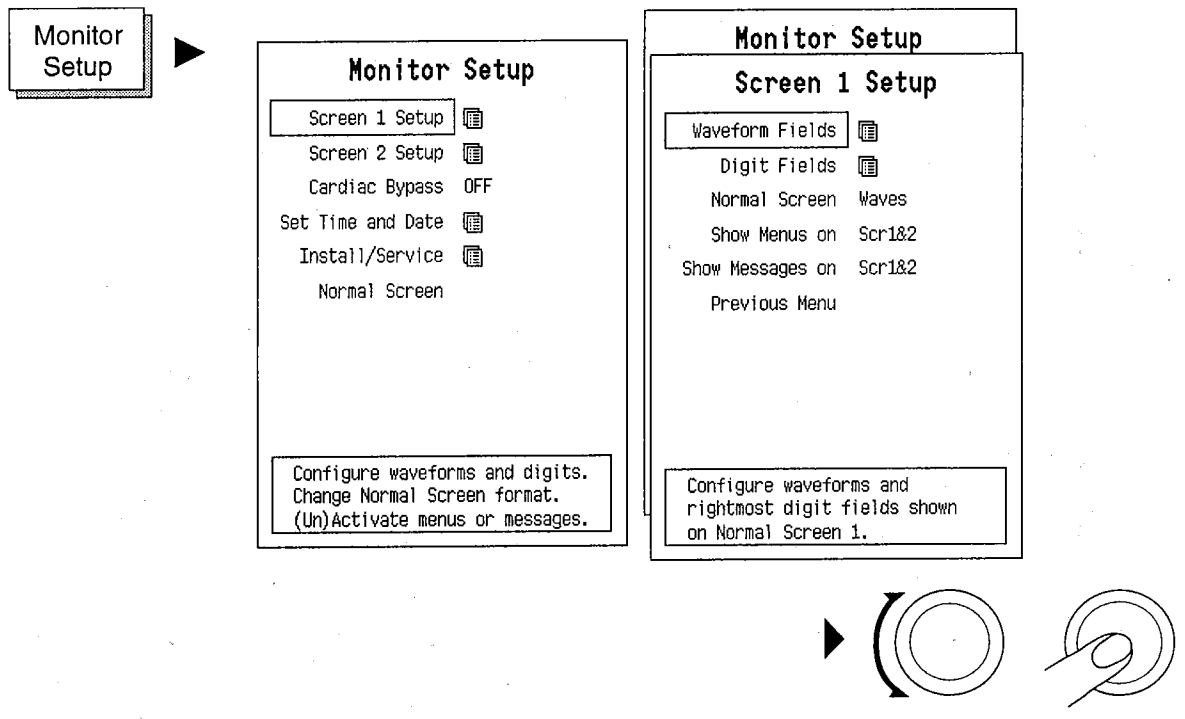 Monitor
Setup
Monitor Setup
Screen 1 Setup
Screen 2 Setup
Cardiac Bypass OFF
Set Time and Date
Install/Service
Normal Screen
Configure waveforms and digits.
Change Normal Screen format.
(Un)Activate menus or messages.
Monitor Setup
Screen 1 Setup
Waveform Fields
Digit Fields
Normal Screen Waves
Show Menus on Scr1&2
Show Messages on Scr1&2
Previous Menu
Configure waveforms and
rightmost digit fields shown
on Normal Screen 1.